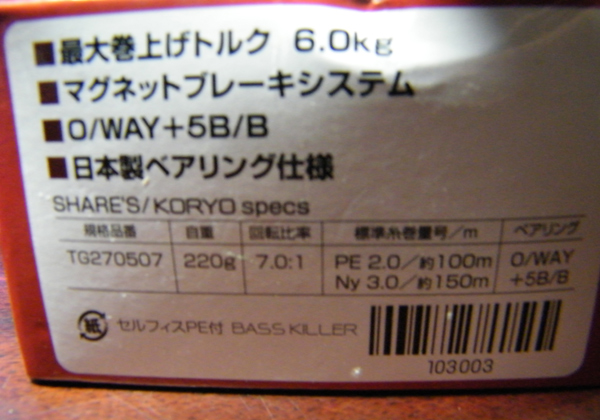 ■最大巻上げトルク 6.0kg
■マグネットブレーキシステム
■O/WAY+5B/B
■日本製ベアリング仕様
SHARE'S/KORYO specs
規格品番 自重 回転比率 標準糸巻量号/m ベアリング
TG270507 220g 7.0:1 PE 2.0/約100m O/WAY
Ny 3.0/約150m +5B/B
紙 セルフィスPE付 BASS KILLER
103003